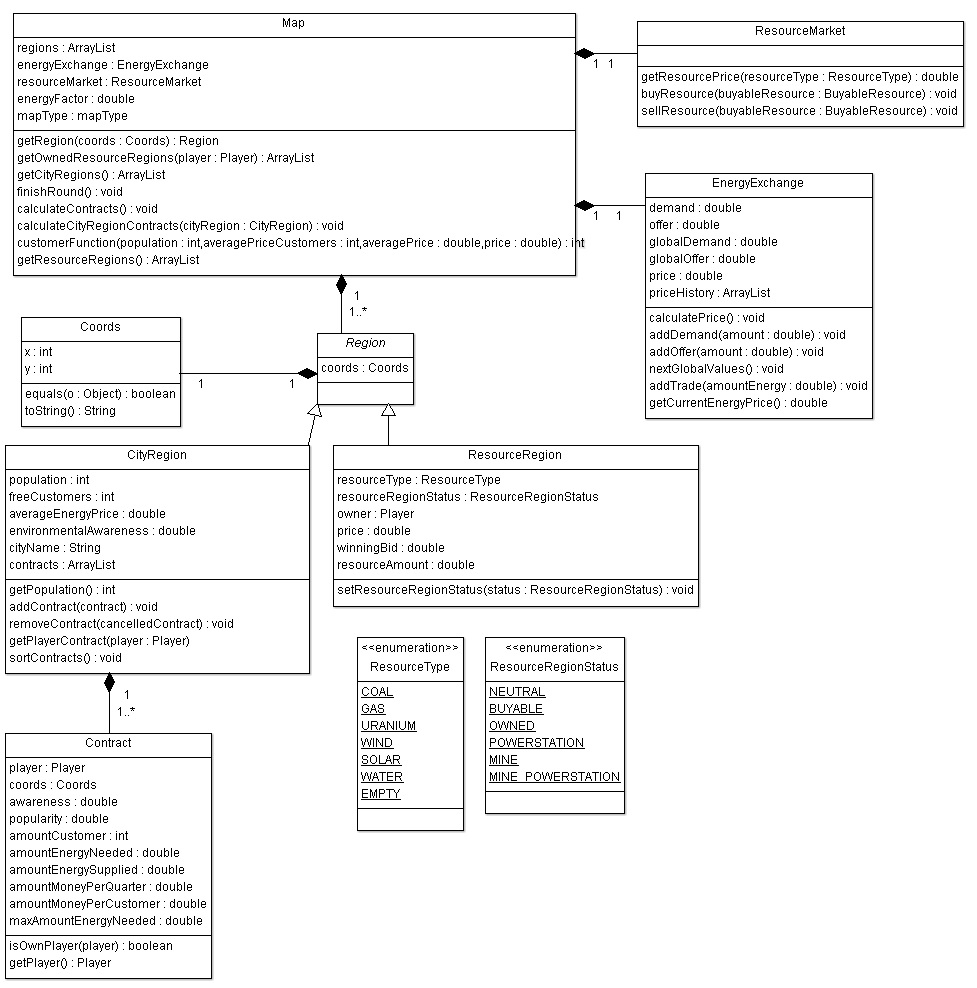 Map
regions : ArrayList
energyExchange : EnergyExchange
resourceMarket : ResourceMarket
energyFactor : double
mapType : mapType
getRegion(coords : Coords) : Region
getOwnedResourceRegions(player : Player) : ArrayList
getCityRegions() : ArrayList
finishRound() : void
calculateContracts() : void
calculateCityRegionContracts(cityRegion : CityRegion) : void
customerFunction(population : int,averagePriceCustomers : int,averagePrice : double,price : double) : int
getResourceRegions() : ArrayList
1 1
ResourceMarket
getResourcePrice(resourceType : ResourceType) : double
buyResource(buyableResource : BuyableResource) : void
sellResource(buyableResource : BuyableResource) : void
1 1
EnergyExchange
demand : double
offer : double
globalDemand : double
globalOffer : double
price : double
priceHistory : ArrayList
calculatePrice() : void
addDemand(amount : double) : void
addOffer(amount : double) : void
nextGlobalValues() : void
addTrade(amountEnergy : double) : void
getCurrentEnergyPrice() : double
1
1..*
Coords
x : int
y : int
equals(o : Object) : boolean
toString() : String
1 1
Region
coords : Coords
CityRegion
population : int
freeCustomers : int
averageEnergyPrice : double
environmentalAwareness : double
cityName : String
contracts : ArrayList
getPopulation() : int
addContract(contract) : void
removeContract(cancelledContract) : void
getPlayerContract(player : Player)
sortContracts() : void
ResourceRegion
resourceType : ResourceType
resourceRegionStatus : ResourceRegionStatus
owner : Player
price : double
winningBid : double
resourceAmount : double
setResourceRegionStatus(status : ResourceRegionStatus) : void
<<enumeration>>
ResourceType
COAL
GAS
URANIUM
WIND
SOLAR
WATER
EMPTY
<<enumeration>>
ResourceRegionStatus
NEUTRAL
BUYABLE
OWNED
POWERSTATION
MINE
MINE_POWERSTATION
1
1..*
Contract
player : Player
coords : Coords
awareness : double
popularity : double
amountCustomer : int
amountEnergyNeeded : double
amountEnergySupplied : double
amountMoneyPerQuarter : double
amountMoneyPerCustomer : double
maxAmountEnergyNeeded : double
isOwnPlayer(player) : boolean
getPlayer() : Player